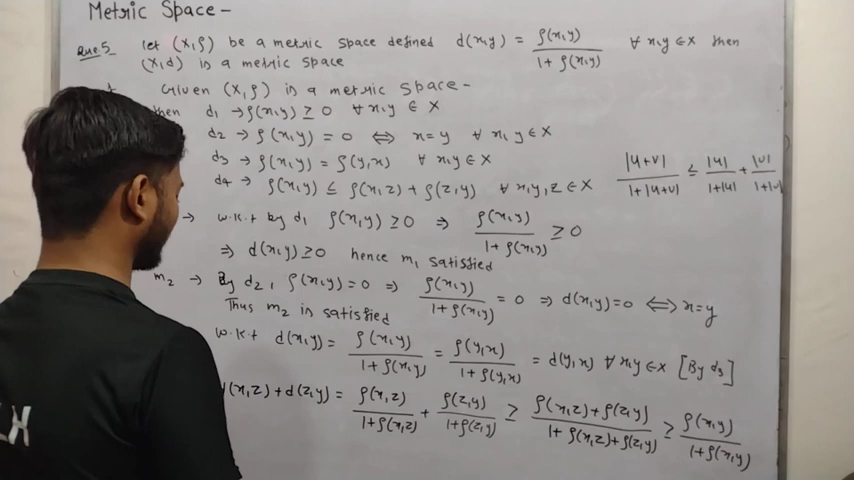 Metric Space -
Que.5 let (x,ρ) be a metric space defined d(x,y) = ρ(x,y) / 1 + ρ(x,y) ∀ x,y ∈ X then
(x,d) is a metric space
Given (X, ρ) is a metric space -
then d1 → ρ(x,y) ≥ 0 ∀ x,y ∈ X
d2 → ρ(x,y) = 0 ⟺ x=y ∀ x,y ∈ X
d3 → ρ(x,y) = ρ(y,x) ∀ x,y ∈ X
d4 → ρ(x,y) ≤ ρ(x,z) + ρ(z,y) ∀ x,y,z ∈ X
|u+v| / 1+|u+v| ≤ |u| / 1+|u| + |v| / 1+|v|
→ w.k.t by d1 ρ(x,y) ≥ 0 ⇒ ρ(x,y) / 1 + ρ(x,y) ≥ 0
⇒ d(x,y) ≥ 0 hence m1 satisfied
m2 → By d2, ρ(x,y) = 0 ⇒ ρ(x,y) / 1 + ρ(x,y) = 0 ⇒ d(x,y) = 0 ⟺ x=y
Thus m2 is satisfied
w.k.t d(x,y) = ρ(x,y) / 1 + ρ(x,y) = ρ(y,x) / 1 + ρ(y,x) = d(y,x) ∀ x,y ∈ X [By d3]
d(x,z) + d(z,y) = ρ(x,z) / 1+ρ(x,z) + ρ(z,y) / 1+ρ(z,y) ≥ ρ(x,z)+ρ(z,y) / 1 + ρ(x,z)+ρ(z,y) ≥ ρ(x,y) / 1+ρ(x,y)